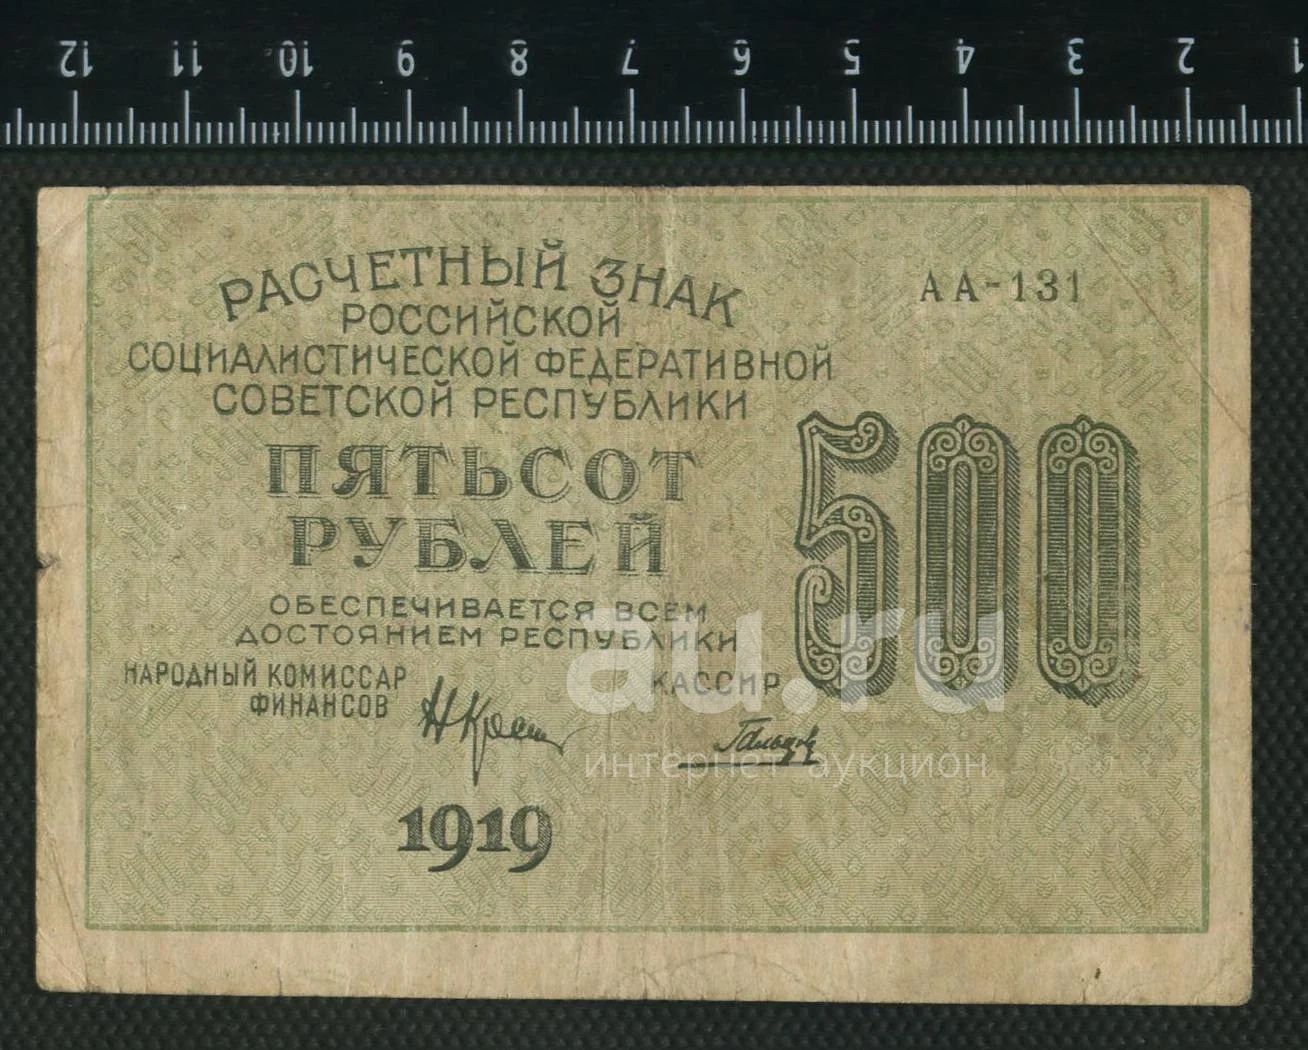 12 11 10 9 8 7 6 5 4 3 2 1
РАСЧЕТНЫЙ ЗНАК
РОССИЙСКОЙ
СОЦИАЛИСТИЧЕСКОЙ ФЕДЕРАТИВНОЙ
СОВЕТСКОЙ РЕСПУБЛИКИ
АА-131
ПЯТЬСОТ
РУБЛЕЙ
500
ОБЕСПЕЧИВАЕТСЯ ВСЕМ
ДОСТОЯНИЕМ РЕСПУБЛИКИ
НАРОДНЫЙ КОМИССАР
ФИНАНСОВ
КАССИР
1919
au.ru
интернет аукцион